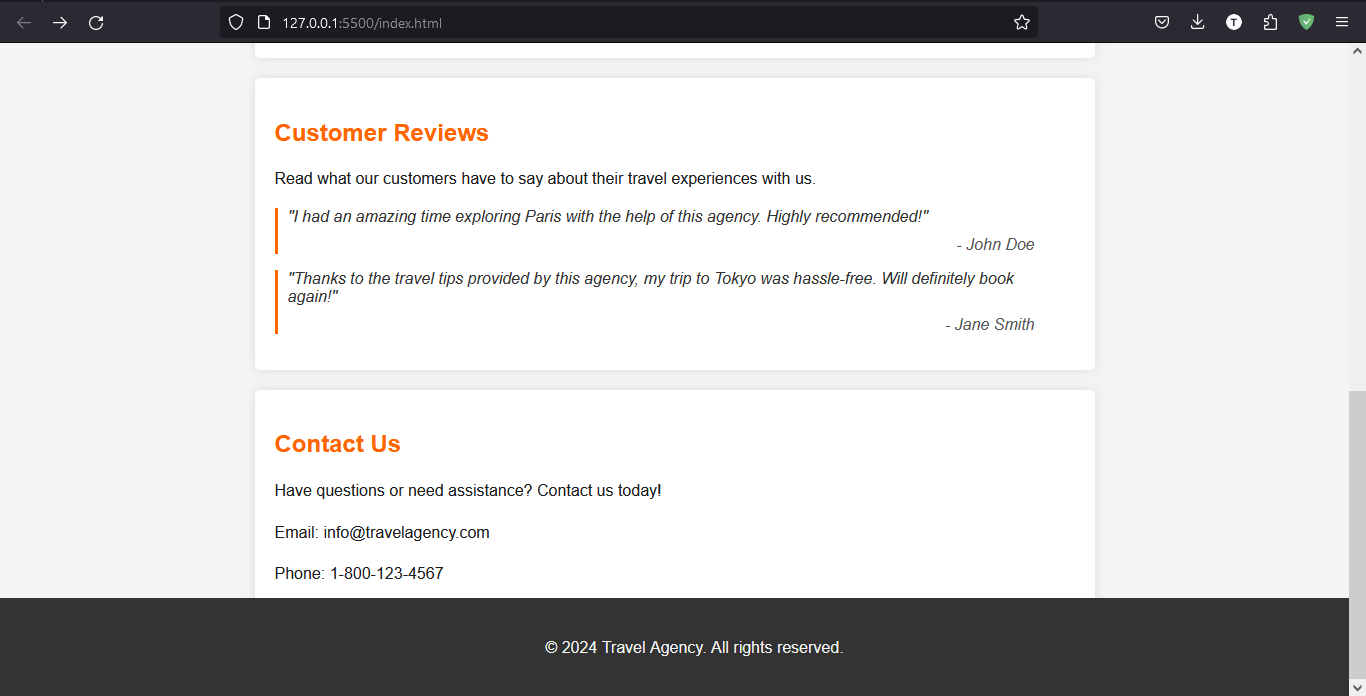 127.0.0.1:5500/index.html
T
Customer Reviews
Read what our customers have to say about their travel experiences with us.
"I had an amazing time exploring Paris with the help of this agency. Highly recommended!"
- John Doe
"Thanks to the travel tips provided by this agency, my trip to Tokyo was hassle-free. Will definitely book
again!"
- Jane Smith
Contact Us
Have questions or need assistance? Contact us today!
Email: info@travelagency.com
Phone: 1-800-123-4567
© 2024 Travel Agency. All rights reserved.